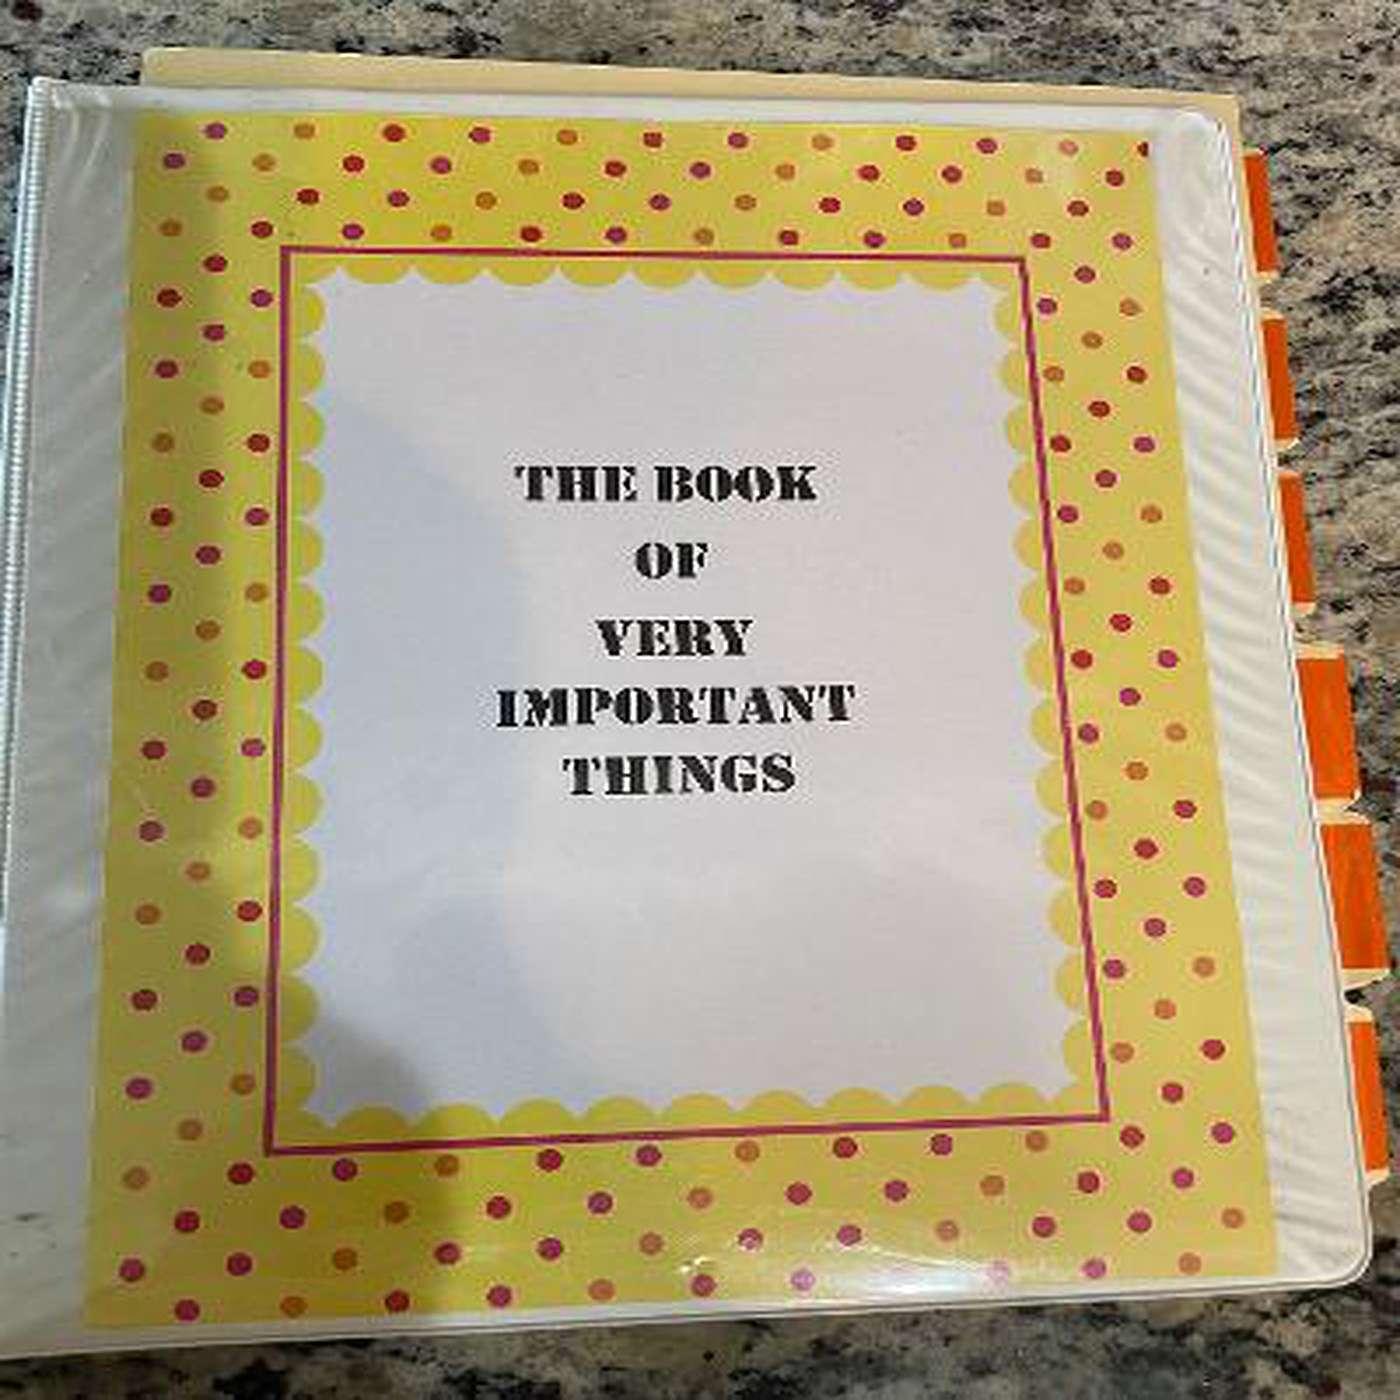 THE BOOK
OF
VERY
IMPORTANT
THINGS